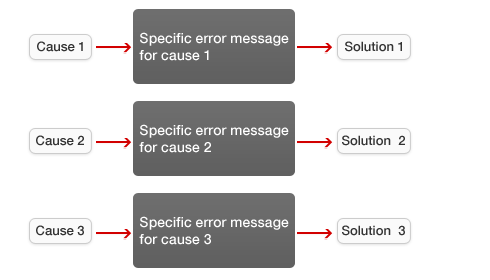 Cause 1
Specific error message
for cause 1
Solution 1
Cause 2
Specific error message
for cause 2
Solution 2
Cause 3
Specific error message
for cause 3
Solution 3